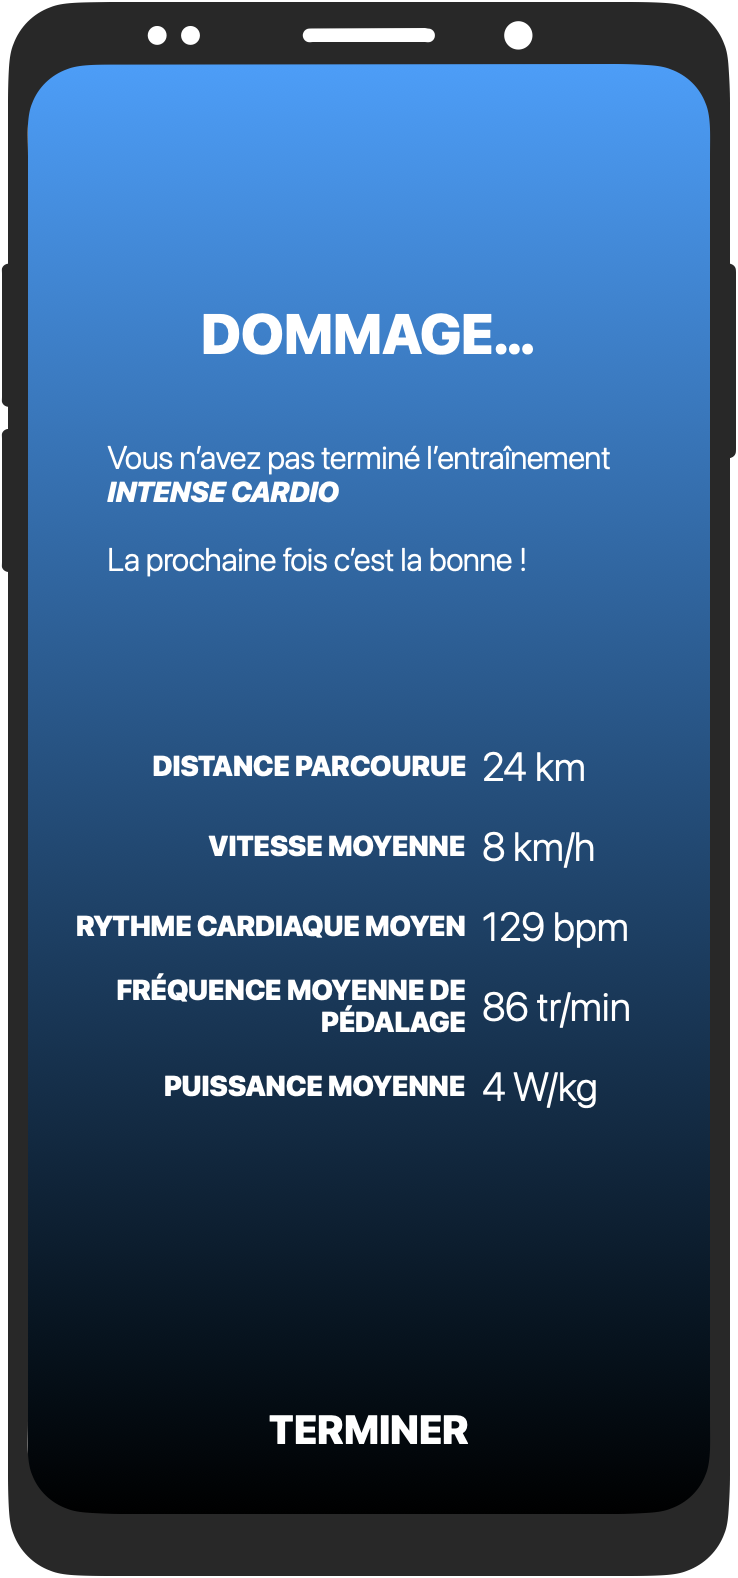 DOMMAGE...
Vous n’avez pas terminé l’entraînement
INTENSE CARDIO
La prochaine fois c’est la bonne !
DISTANCE PARCOURUE 24 km
VITESSE MOYENNE 8 km/h
RYTHME CARDIAQUE MOYEN 129 bpm
FRÉQUENCE MOYENNE DE
PÉDALAGE 86 tr/min
PUISSANCE MOYENNE 4 W/kg
TERMINER